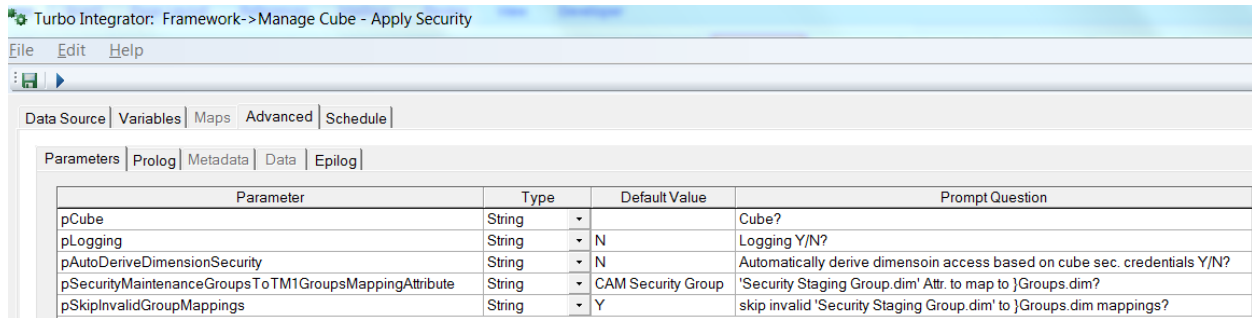 Turbo Integrator: Framework->Manage Cube - Apply Security
File Edit Help
Data Source Variables Maps Advanced Schedule
Parameters Prolog Metadata Data Epilog
Parameter Type Default Value Prompt Question
pCube String Cube?
pLogging String N Logging Y/N?
pAutoDeriveDimensionSecurity String N Automatically derive dimensoin access based on cube sec. credentials Y/N?
pSecurityMaintenanceGroupsToTM1GroupsMappingAttribute String CAM Security Group 'Security Staging Group.dim' Attr. to map to }Groups.dim?
pSkipInvalidGroupMappings String Y skip invalid 'Security Staging Group.dim' to }Groups.dim mappings?